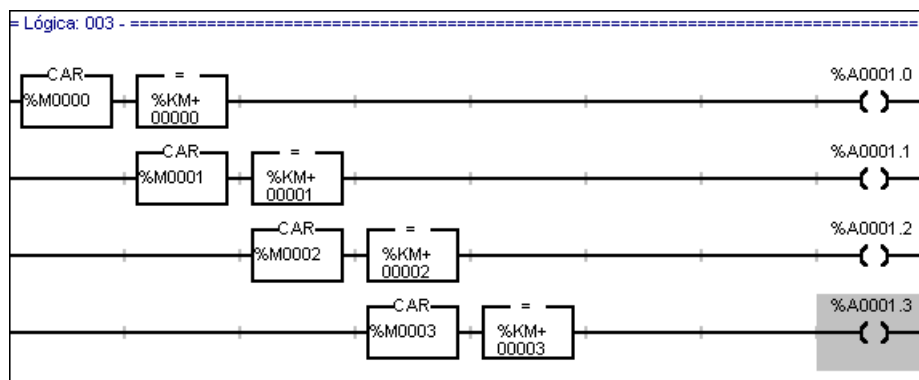 = Lógica: 003 - ====================================================================================
CAR = %A0001.0
%M0000 %KM+
00000
CAR = %A0001.1
%M0001 %KM+
00001
CAR = %A0001.2
%M0002 %KM+
00002
CAR = %A0001.3
%M0003 %KM+
00003